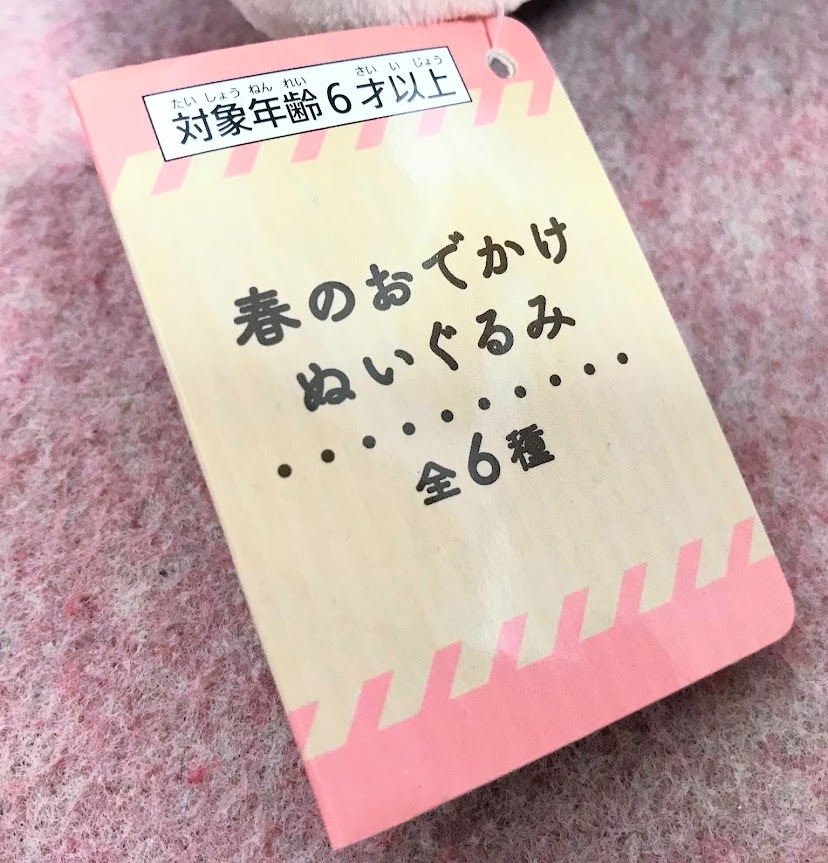 たいしょうねんれい さいいじょう
対象年齢6才以上
春のおでかけ
ぬいぐるみ
全6種